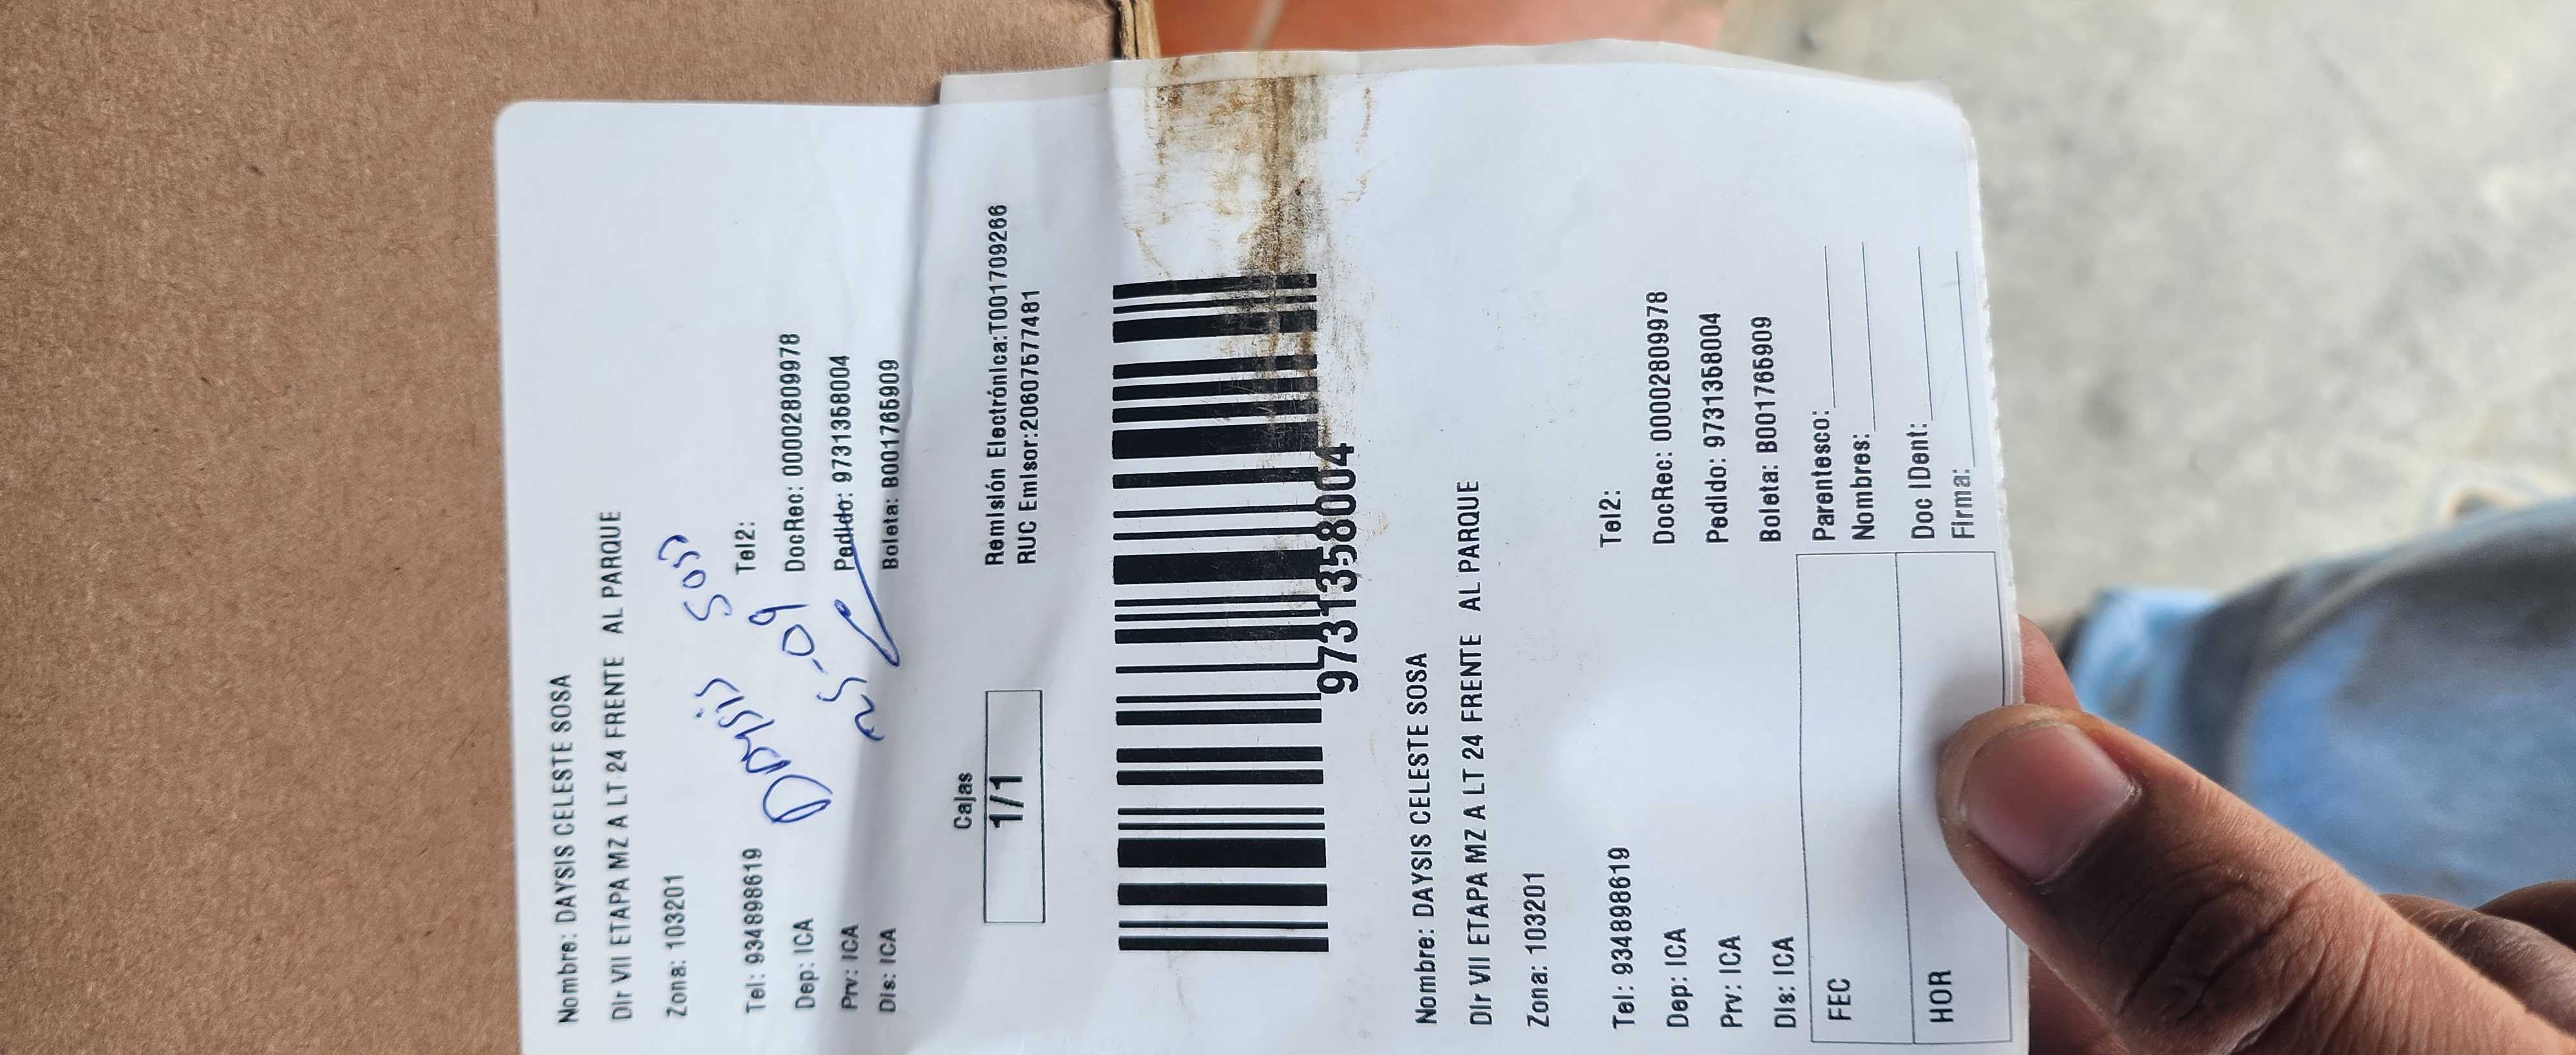 Nombre: DAYSIS CELESTE SOSA
Dir VII ETAPA MZ A LT 24 FRENTE AL PARQUE
Zona: 103201
Daysis Sosa
Tel: 934898619 Tel2:
25-09
Dep: ICA DocRec: 00002809978
Prv: ICA Pedido: 9731358004
Dis: ICA Boleta: B001765909
Cajas
1/1
Remisión Electrónica:T001709266
RUC Emisor:20607577481
9731358004
Nombre: DAYSIS CELESTE SOSA
Dir VII ETAPA MZ A LT 24 FRENTE AL PARQUE
Zona: 103201
Tel: 934898619 Tel2:
Dep: ICA DocRec: 00002809978
Prv: ICA Pedido: 9731358004
Dis: ICA Boleta: B001765909
FEC Parentesco:
Nombres:
HOR Doc IDent:
Firma: